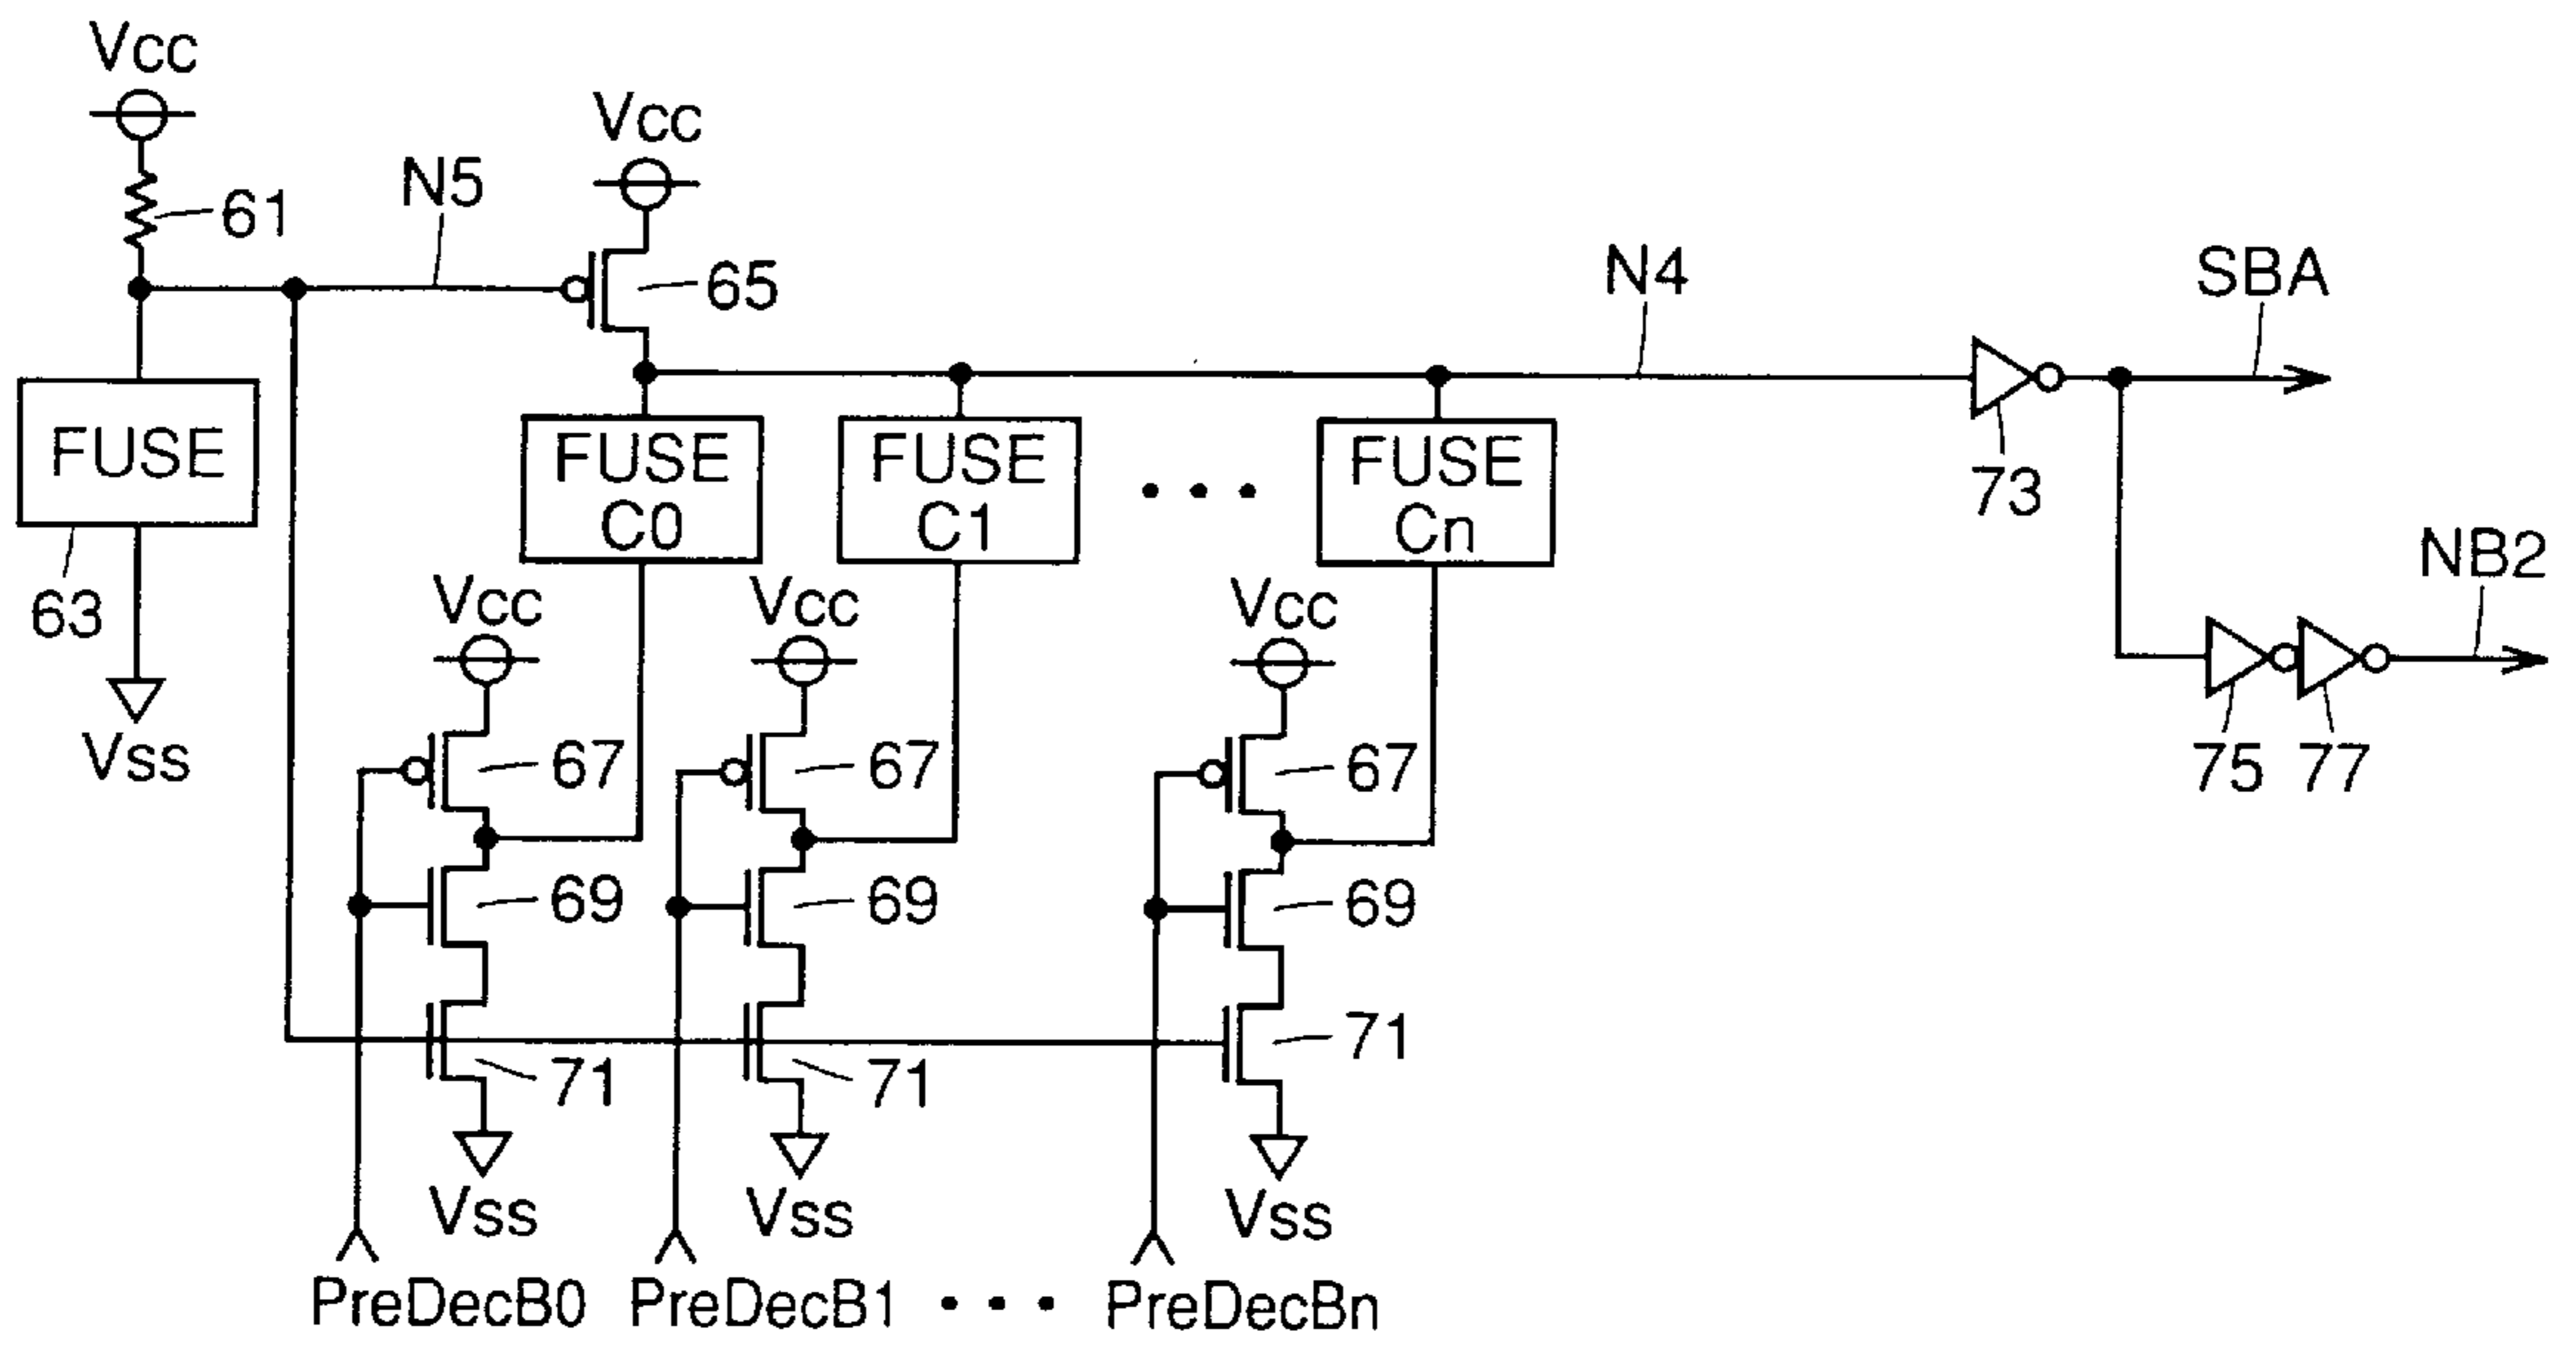 Vcc
Vcc
N5
61
65
N4
SBA
FUSE
FUSE
C0
FUSE
C1
• • •
FUSE
Cn
73
NB2
63
Vcc
Vcc
Vcc
Vss
67
67
67
75
77
69
69
69
71
71
71
Vss
Vss
Vss
PreDecB0
PreDecB1
• • •
PreDecBn